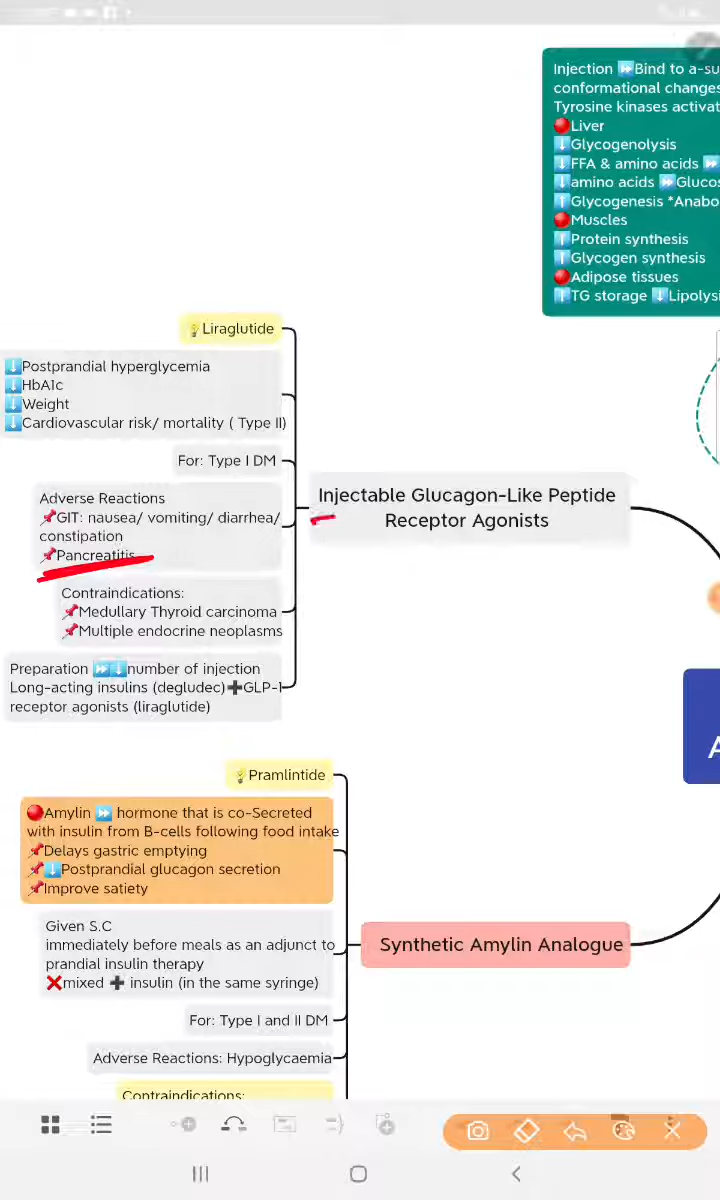 Injection ⏩Bind to a-su
conformational changes
Tyrosine kinases activat
🔴Liver
⬇️Glycogenolysis
⬇️FFA & amino acids ⏩
⬇️amino acids ⏩Glucos
⬆️Glycogenesis *Anabo
🔴Muscles
⬆️Protein synthesis
⬆️Glycogen synthesis
🔴Adipose tissues
⬆️TG storage ⬇️Lipolysi
💡Liraglutide
⬇️Postprandial hyperglycemia
⬇️HbA1c
⬇️Weight
⬇️Cardiovascular risk/ mortality ( Type II)
For: Type I DM
Adverse Reactions
📌GIT: nausea/ vomiting/ diarrhea/
constipation
📌Pancreatitis
Contraindications:
📌Medullary Thyroid carcinoma
📌Multiple endocrine neoplasms
Preparation ⏩⬇️number of injection
Long-acting insulins (degludec)➕GLP-1
receptor agonists (liraglutide)
Injectable Glucagon-Like Peptide
Receptor Agonists
💡Pramlintide
🔴Amylin ⏩ hormone that is co-Secreted
with insulin from B-cells following food intake
📌Delays gastric emptying
📌⬇️Postprandial glucagon secretion
📌Improve satiety
Given S.C
immediately before meals as an adjunct to
prandial insulin therapy
❌mixed ➕ insulin (in the same syringe)
For: Type I and II DM
Adverse Reactions: Hypoglycaemia
Contraindications:
Synthetic Amylin Analogue
A